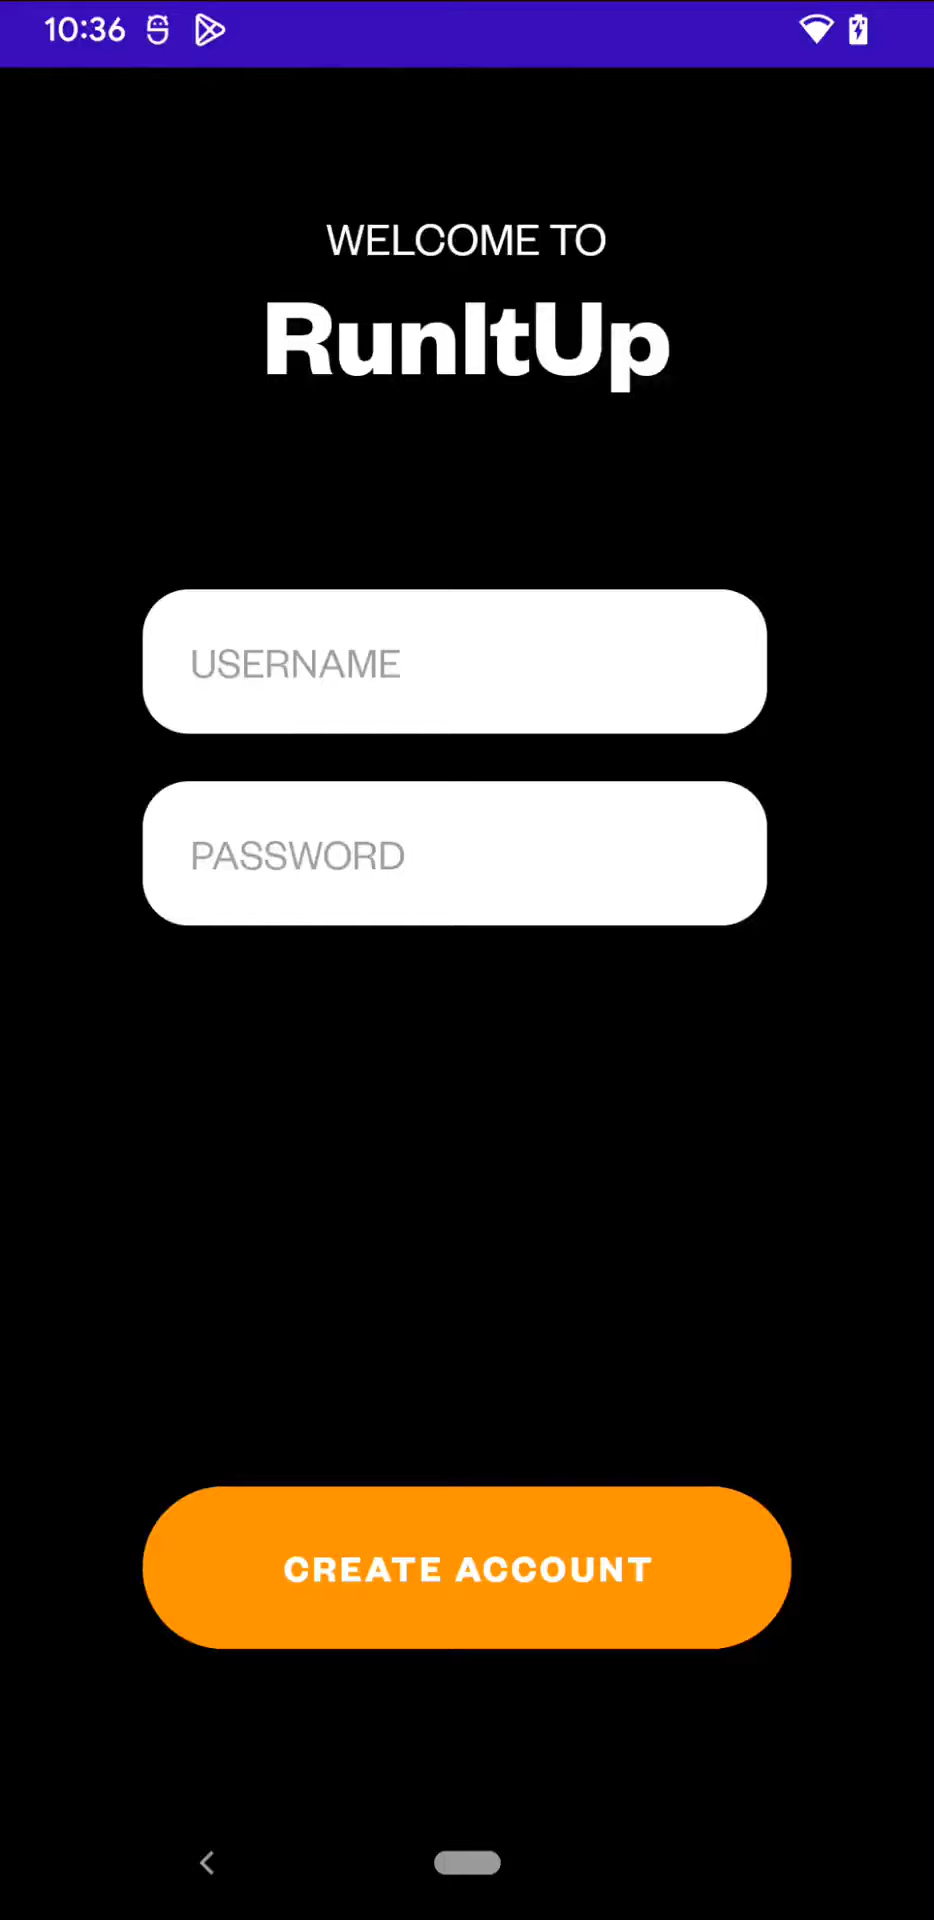 10:36
WELCOME TO
RunItUp
USERNAME
PASSWORD
CREATE ACCOUNT